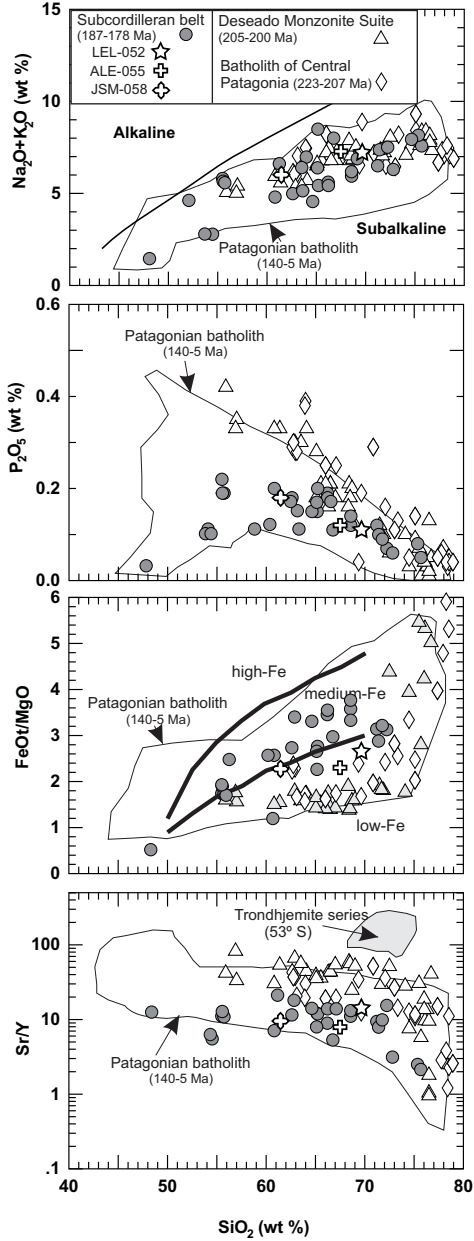 Subcordilleran belt
(187-178 Ma)
LEL-052
ALE-055
JSM-058
Deseado Monzonite Suite
(205-200 Ma)
Batholith of Central
Patagonia (223-207 Ma)
Na2O+K2O (wt %)
15
10
5
0
Alkaline
Subalkaline
Patagonian batholith
(140-5 Ma)
P2O5 (wt %)
0.6
0.4
0.2
0.0
Patagonian batholith
(140-5 Ma)
FeOt/MgO
6
5
4
3
2
1
0
high-Fe
medium-Fe
low-Fe
Patagonian batholith
(140-5 Ma)
Sr/Y
100
10
1
.1
Trondhjemite series
(53º S)
Patagonian batholith
(140-5 Ma)
40 50 60 70 80
SiO2 (wt %)